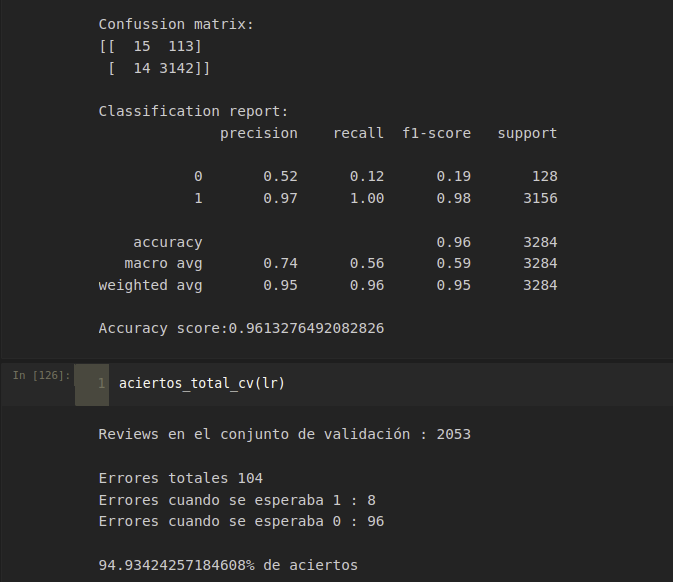 Confussion matrix:
[[  15  113]
 [  14 3142]]
Classification report:
              precision    recall  f1-score   support
           0       0.52      0.12      0.19       128
           1       0.97      1.00      0.98      3156
    accuracy                           0.96      3284
   macro avg       0.74      0.56      0.59      3284
weighted avg       0.95      0.96      0.95      3284
Accuracy score:0.9613276492082826
In [126]: 1 aciertos_total_cv(lr)
Reviews en el conjunto de validación : 2053
Errores totales 104
Errores cuando se esperaba 1 : 8
Errores cuando se esperaba 0 : 96
94.93424257184608% de aciertos